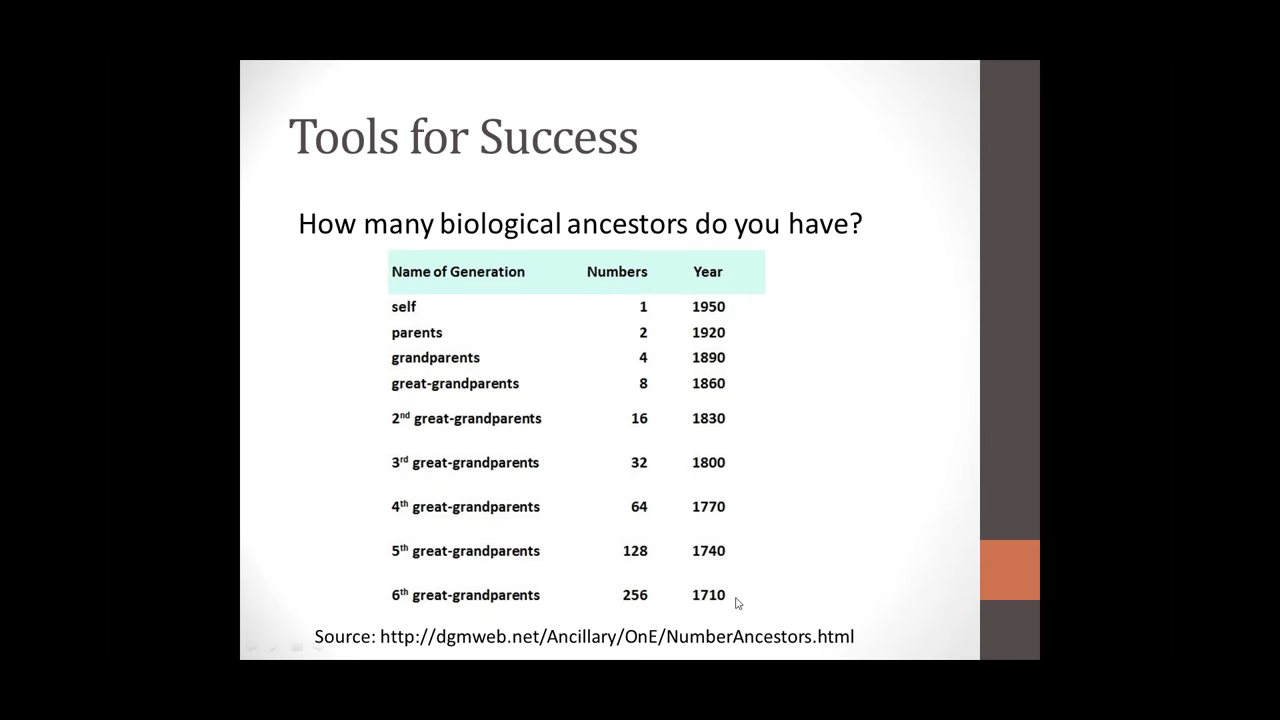 Tools for Success
How many biological ancestors do you have?
Name of Generation Numbers Year
self 1 1950
parents 2 1920
grandparents 4 1890
great-grandparents 8 1860
2nd great-grandparents 16 1830
3rd great-grandparents 32 1800
4th great-grandparents 64 1770
5th great-grandparents 128 1740
6th great-grandparents 256 1710
Source: http://dgmweb.net/Ancillary/OnE/NumberAncestors.html